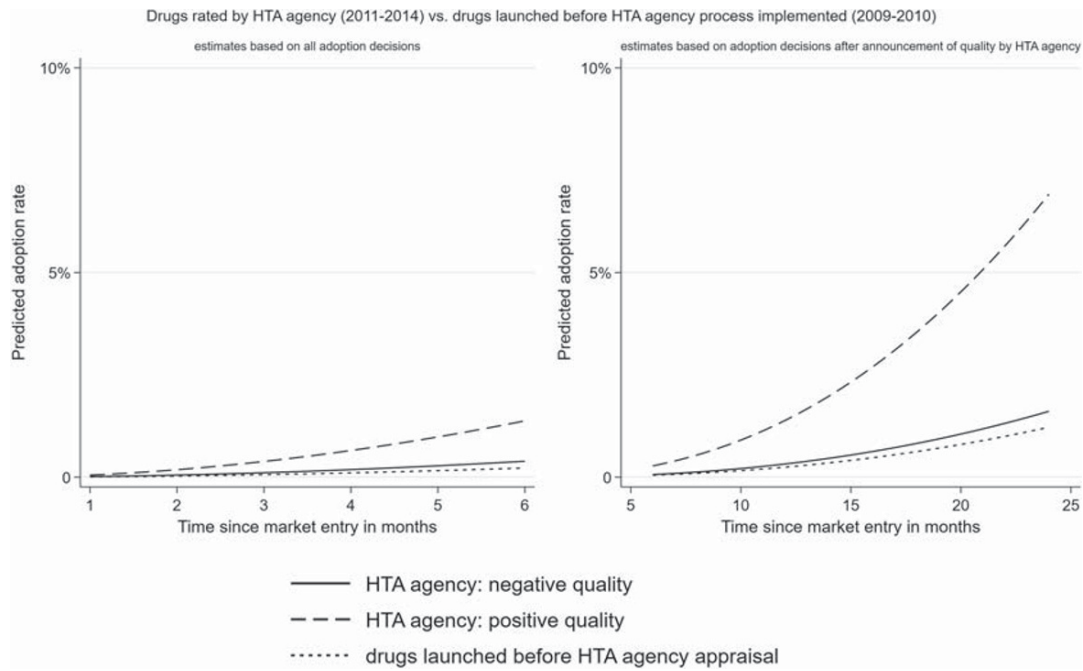 Drugs rated by HTA agency (2011-2014) vs. drugs launched before HTA agency process implemented (2009-2010)
estimates based on all adoption decisions
estimates based on adoption decisions after announcement of quality by HTA agency
10%
5%
0
Predicted adoption rate
1 2 3 4 5 6
Time since market entry in months
10%
5%
0
Predicted adoption rate
5 10 15 20 25
Time since market entry in months
HTA agency: negative quality
HTA agency: positive quality
drugs launched before HTA agency appraisal